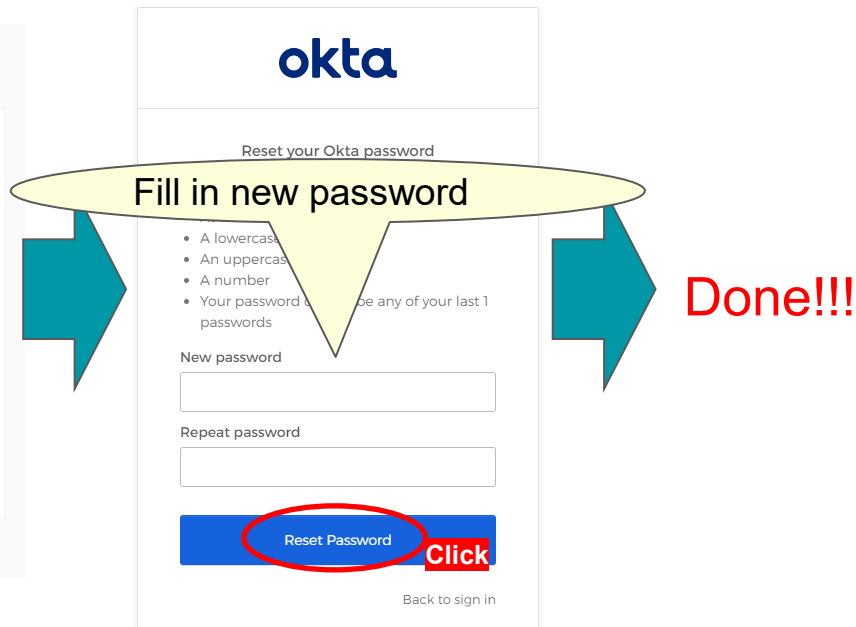 okta
Reset your Okta password
Fill in new password
A lowercase
An uppercas
A number
Your password be any of your last 1
passwords
New password
Repeat password
Reset Password
Click
Back to sign in
Done!!!